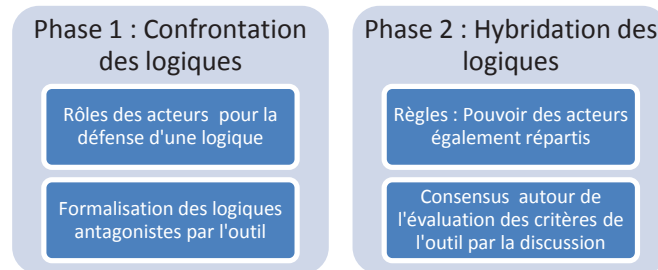 Phase 1 : Confrontation
des logiques
Rôles des acteurs pour la
défense d'une logique
Formalisation des logiques
antagonistes par l'outil
Phase 2 : Hybridation des
logiques
Règles : Pouvoir des acteurs
également répartis
Consensus autour de
l'évaluation des critères de
l'outil par la discussion